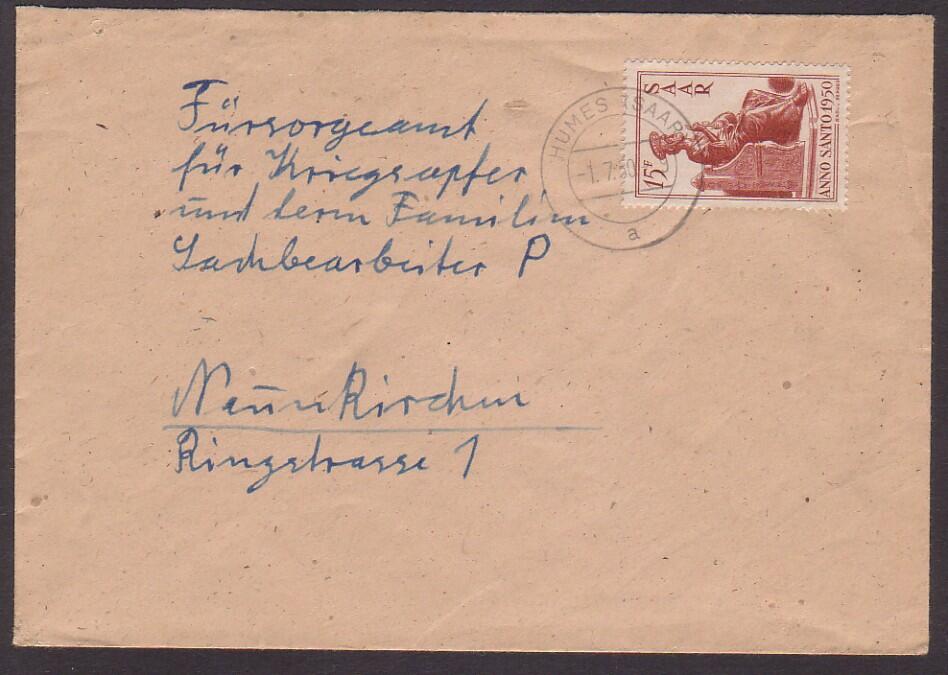 Fürsorgeamt
für Kriegsopfer
und deren Familien
Sachbearbeiter P
Neunkirchen
Ringstrasse 1
HUMES (SAAR)
-1.7.50
a
SAAR
15F
ANNO SANTO 1950